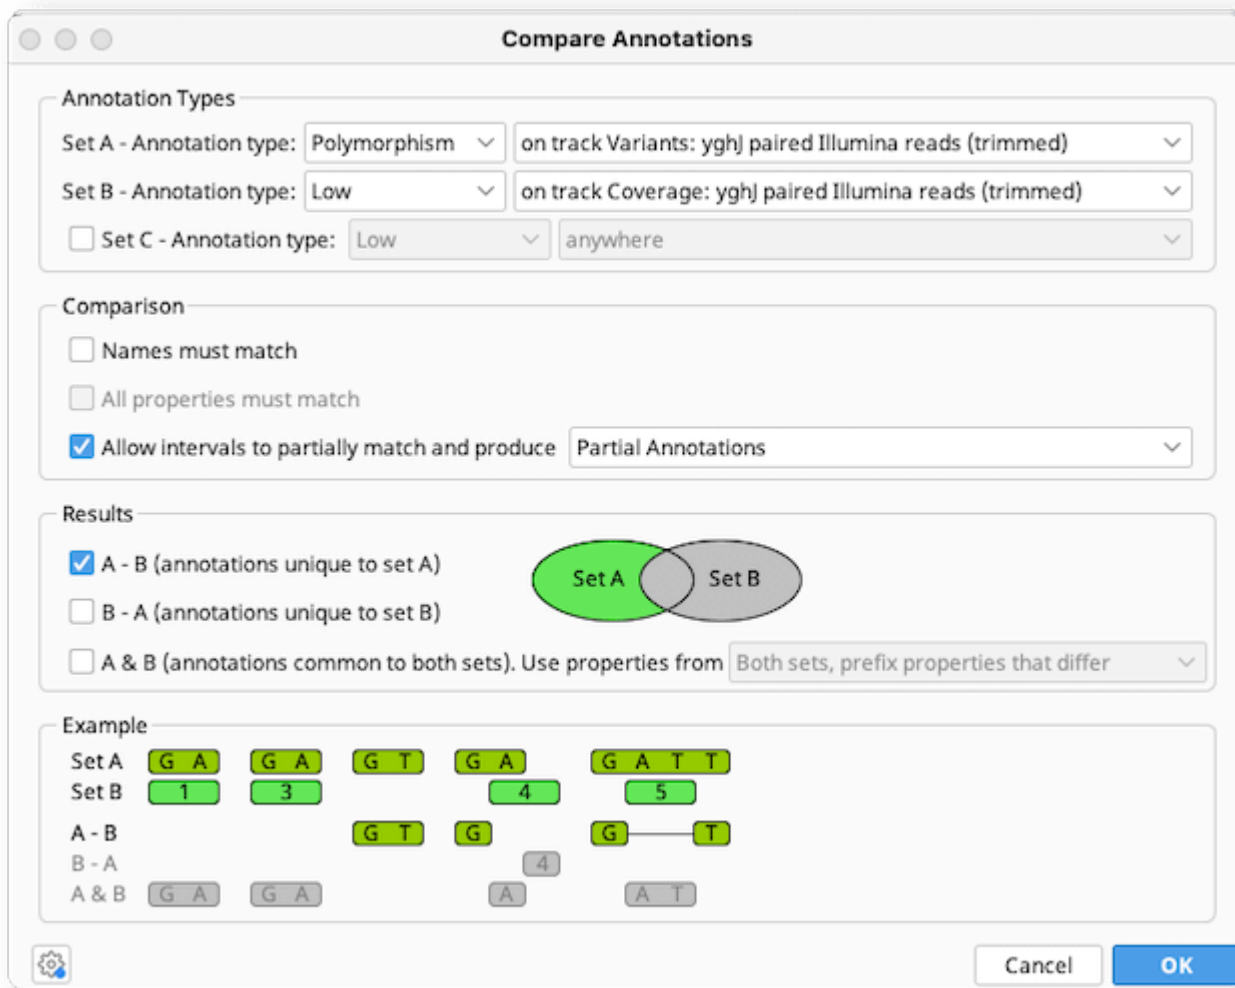 Compare Annotations
Annotation Types
Set A - Annotation type: Polymorphism on track Variants: yghJ paired Illumina reads (trimmed)
Set B - Annotation type: Low on track Coverage: yghJ paired Illumina reads (trimmed)
Set C - Annotation type: Low anywhere
Comparison
Names must match
All properties must match
Allow intervals to partially match and produce Partial Annotations
Results
A - B (annotations unique to set A)
Set A Set B
B - A (annotations unique to set B)
A & B (annotations common to both sets). Use properties from Both sets, prefix properties that differ
Example
Set A G A G A G T G A G A T T
Set B 1 3 4 5
A - B G T G G T
B - A 4
A & B G A G A A A T
Cancel OK